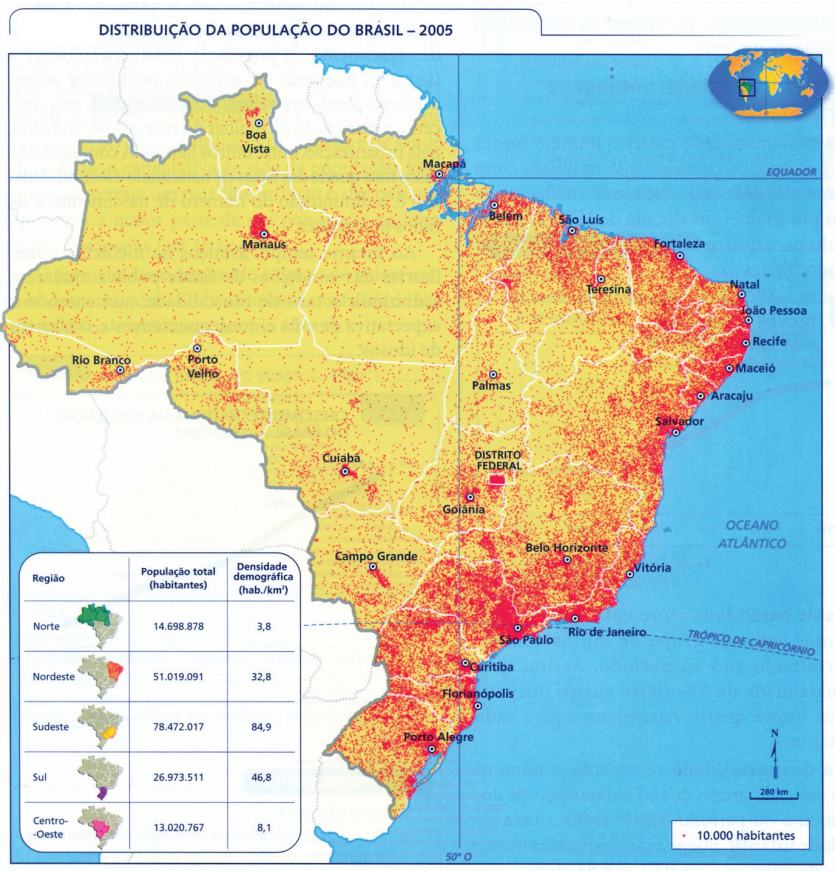 DISTRIBUIÇÃO DA POPULAÇÃO DO BRASIL – 2005
Boa
Vista
Macapá
EQUADOR
Belém
São Luís
Manaus
Fortaleza
Teresina
Natal
João Pessoa
Recife
Rio Branco
Porto
Velho
Maceió
Palmas
Aracaju
Salvador
DISTRITO
FEDERAL
Cuiabá
Goiânia
OCEANO
ATLÂNTICO
Campo Grande
Belo Horizonte
Vitória
São Paulo
Rio de Janeiro
TRÓPICO DE CAPRICÓRNIO
Curitiba
Florianópolis
Porto Alegre
Região
População total
(habitantes)
Densidade
demográfica
(hab./km²)
Norte 14.698.878 3,8
Nordeste 51.019.091 32,8
Sudeste 78.472.017 84,9
Sul 26.973.511 46,8
Centro-
-Oeste 13.020.767 8,1
N
280 km
10.000 habitantes
50° O